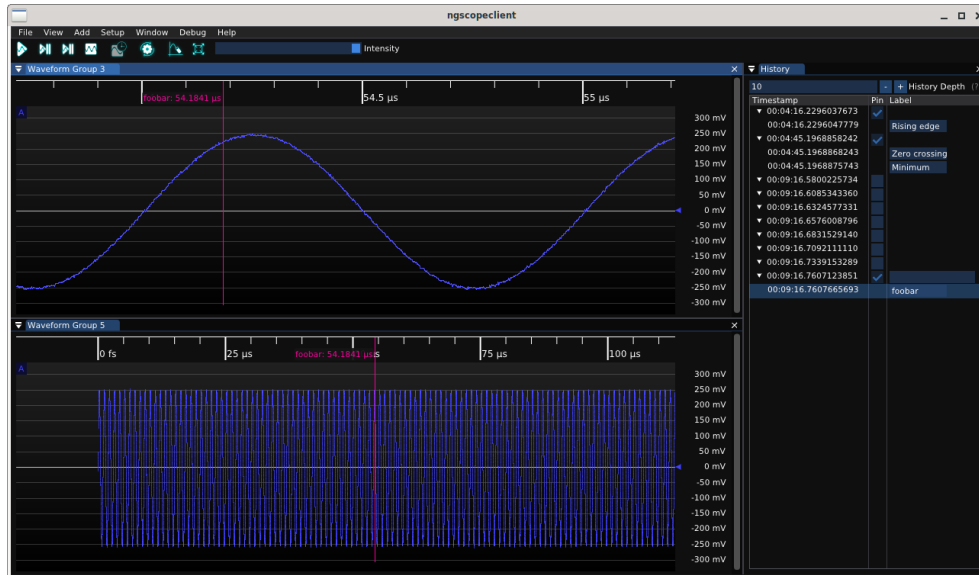 ngscopeclient
File View Add Setup Window Debug Help
Intensity
Waveform Group 3
foobar: 54.1841 µs
54.5 µs
55 µs
A
300 mV
250 mV
200 mV
150 mV
100 mV
50 mV
0 mV
-50 mV
-100 mV
-150 mV
-200 mV
-250 mV
-300 mV
Waveform Group 5
0 fs
25 µs
foobar: 54.1841 µs
75 µs
100 µs
A
300 mV
250 mV
200 mV
150 mV
100 mV
50 mV
0 mV
-50 mV
-100 mV
-150 mV
-200 mV
-250 mV
-300 mV
History
10 - + History Depth (?
Timestamp Pin Label
00:04:16.2296037673
00:04:16.2296047779 Rising edge
00:04:45.1968858242
00:04:45.1968868243 Zero crossing
00:04:45.1968875743 Minimum
00:09:16.5800225734
00:09:16.6085343360
00:09:16.6324577331
00:09:16.6576008796
00:09:16.6831529140
00:09:16.7092111110
00:09:16.7339153289
00:09:16.7607123851
00:09:16.7607665693 foobar